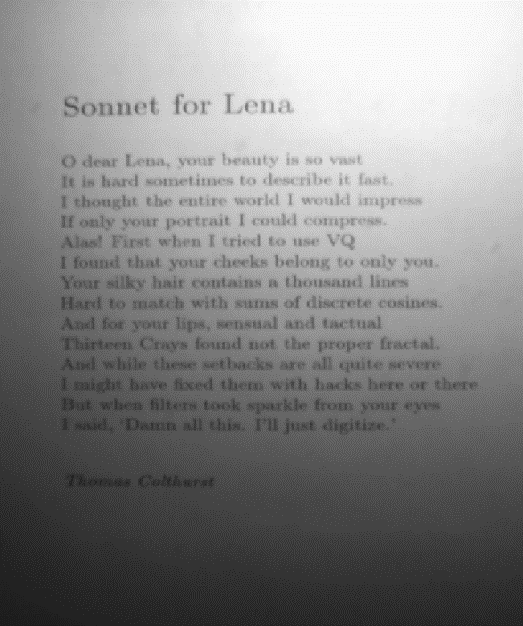 Sonnet for Lena
O dear Lena, your beauty is so vast
It is hard sometimes to describe it fast.
I thought the entire world I would impress
If only your portrait I could compress.
Alas! First when I tried to use VQ
I found that your cheeks belong to only you.
Your silky hair contains a thousand lines
Hard to match with sums of discrete cosines.
And for your lips, sensual and tactual
Thirteen Crays found not the proper fractal.
And while these setbacks are all quite severe
I might have fixed them with hacks here or there
But when filters took sparkle from your eyes
I said, 'Damn all this. I'll just digitize.'
Thomas Colthurst